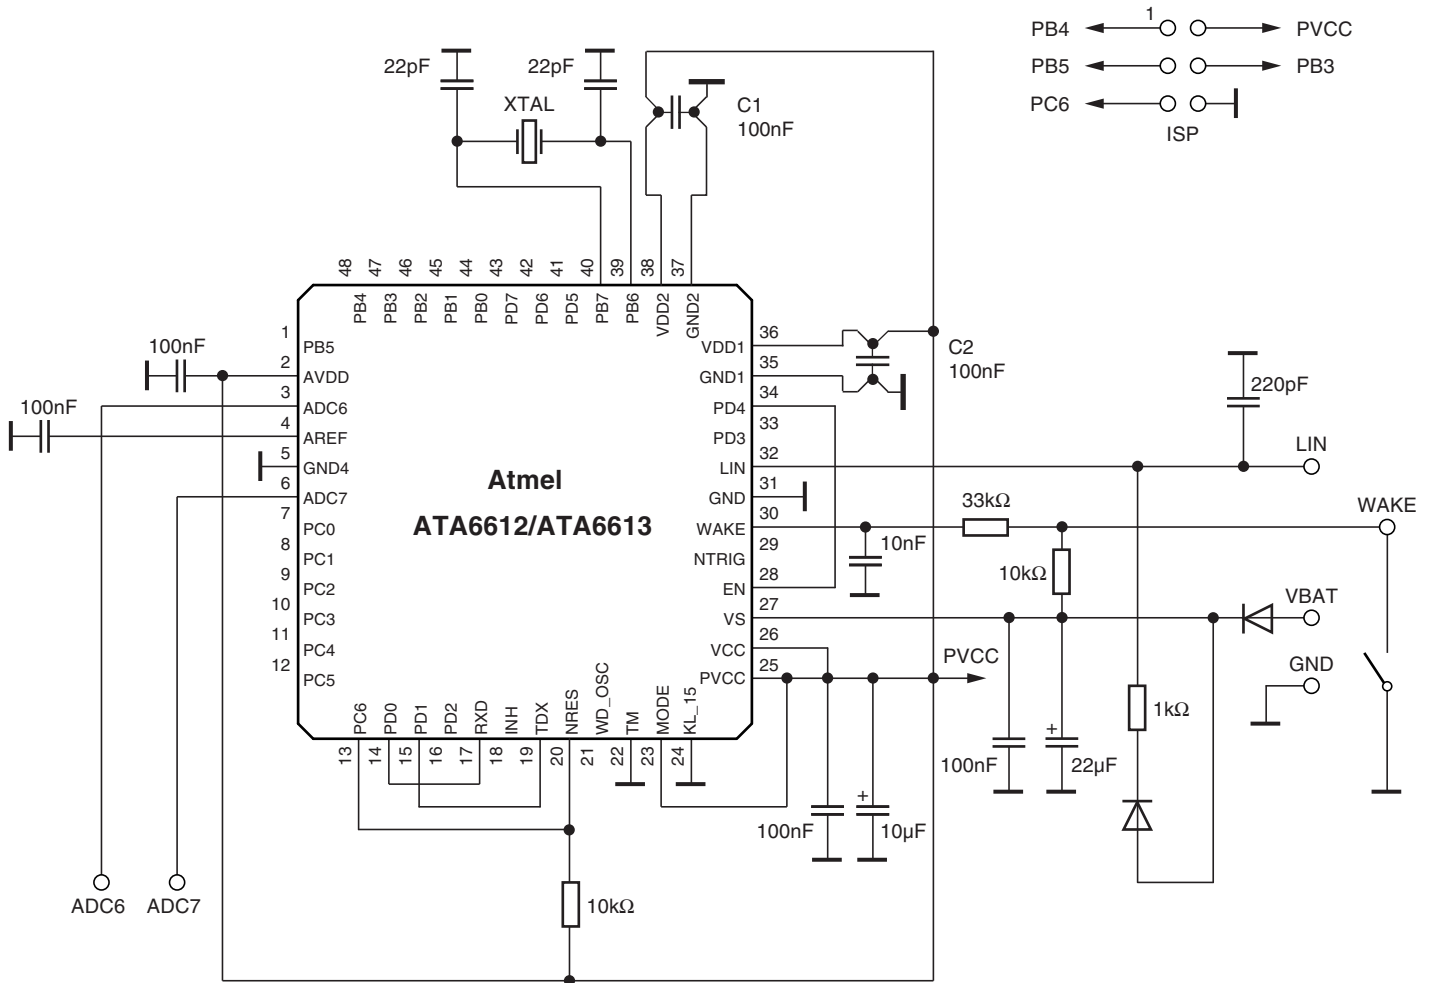 1
PB4 PVCC
PB5 PB3
PC6
ISP
22pF 22pF
XTAL
C1
100nF
48 47 46 45 44 43 42 41 40 39 38 37
PB4 PB3 PB2 PB1 PB0 PD7 PD6 PD5 PB7 PB6 VDD2 GND2
1 PB5
2 AVDD
3 ADC6
4 AREF
5 GND4
6 ADC7
7 PC0
8 PC1
9 PC2
10 PC3
11 PC4
12 PC5
100nF
100nF
Atmel
ATA6612/ATA6613
VDD1 36
GND1 35
PD4 34
PD3 33
LIN 32
GND 31
WAKE 30
NTRIG 29
EN 28
VS 27
VCC 26
PVCC 25
C2
100nF
220pF
LIN
33kΩ
WAKE
10nF
10kΩ
VBAT
GND
PVCC
1kΩ
100nF
+
22µF
PC6 PD0 PD1 PD2 RXD INH TDX NRES WD_OSC TM MODE KL_15
13 14 15 16 17 18 19 20 21 22 23 24
100nF
+
10µF
ADC6 ADC7
10kΩ